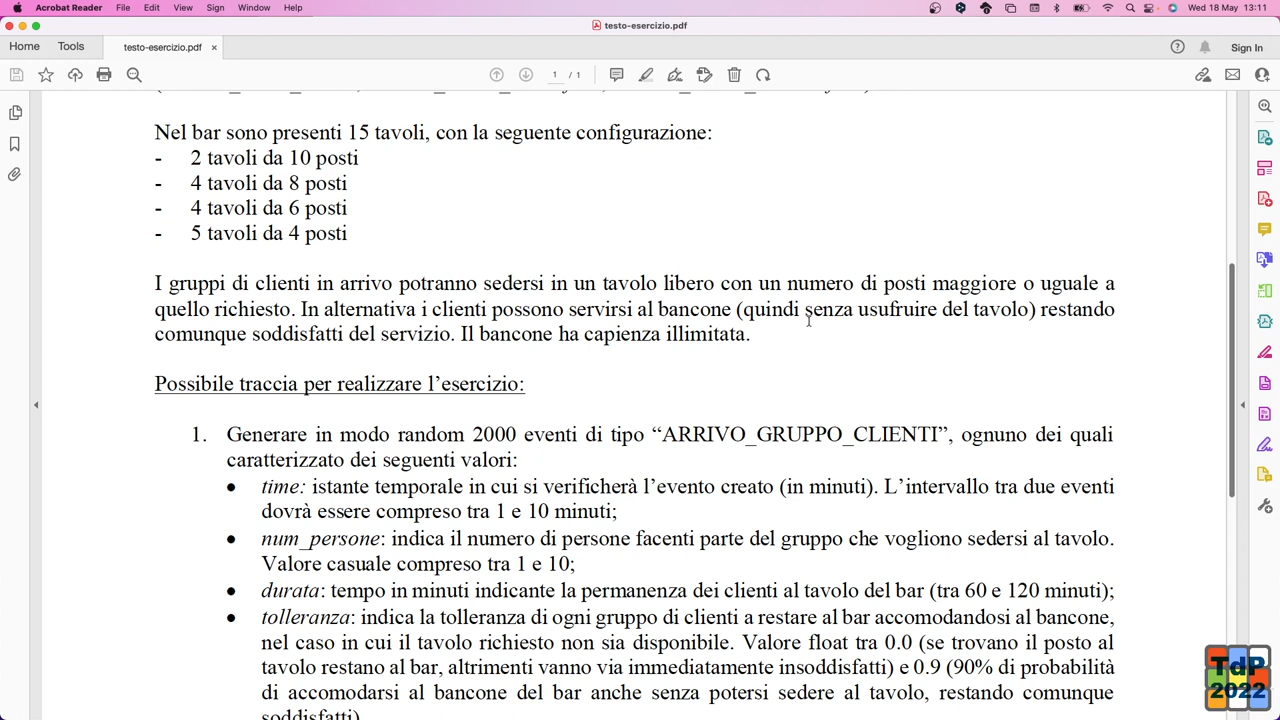 Acrobat Reader File Edit View Sign Window Help Wed 18 May 13:11
testo-esercizio.pdf
Home Tools testo-esercizio.pdf × Sign In
1 / 1
Nel bar sono presenti 15 tavoli, con la seguente configurazione:
- 2 tavoli da 10 posti
- 4 tavoli da 8 posti
- 4 tavoli da 6 posti
- 5 tavoli da 4 posti
I gruppi di clienti in arrivo potranno sedersi in un tavolo libero con un numero di posti maggiore o uguale a
quello richiesto. In alternativa i clienti possono servirsi al bancone (quindi senza usufruire del tavolo) restando
comunque soddisfatti del servizio. Il bancone ha capienza illimitata.
Possibile traccia per realizzare l’esercizio:
1. Generare in modo random 2000 eventi di tipo “ARRIVO_GRUPPO_CLIENTI”, ognuno dei quali
caratterizzato dei seguenti valori:
• time: istante temporale in cui si verificherà l’evento creato (in minuti). L’intervallo tra due eventi
dovrà essere compreso tra 1 e 10 minuti;
• num_persone: indica il numero di persone facenti parte del gruppo che vogliono sedersi al tavolo.
Valore casuale compreso tra 1 e 10;
• durata: tempo in minuti indicante la permanenza dei clienti al tavolo del bar (tra 60 e 120 minuti);
• tolleranza: indica la tolleranza di ogni gruppo di clienti a restare al bar accomodandosi al bancone,
nel caso in cui il tavolo richiesto non sia disponibile. Valore float tra 0.0 (se trovano il posto al
tavolo restano al bar, altrimenti vanno via immediatamente insoddisfatti) e 0.9 (90% di probabilità
di accomodarsi al bancone del bar anche senza potersi sedere al tavolo, restando comunque
soddisfatti)
TdP
2022